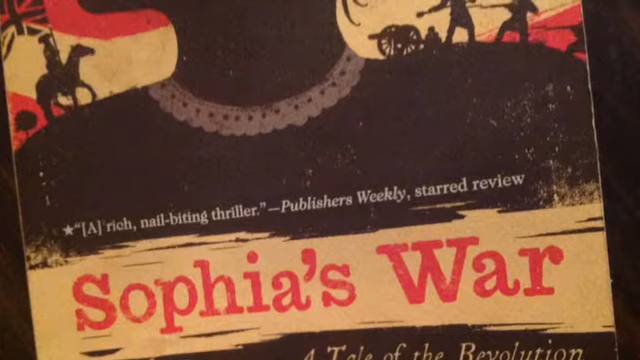 ★“[A] rich, nail-biting thriller.” —Publishers Weekly, starred review
Sophia's War
A Tale of the Revolution